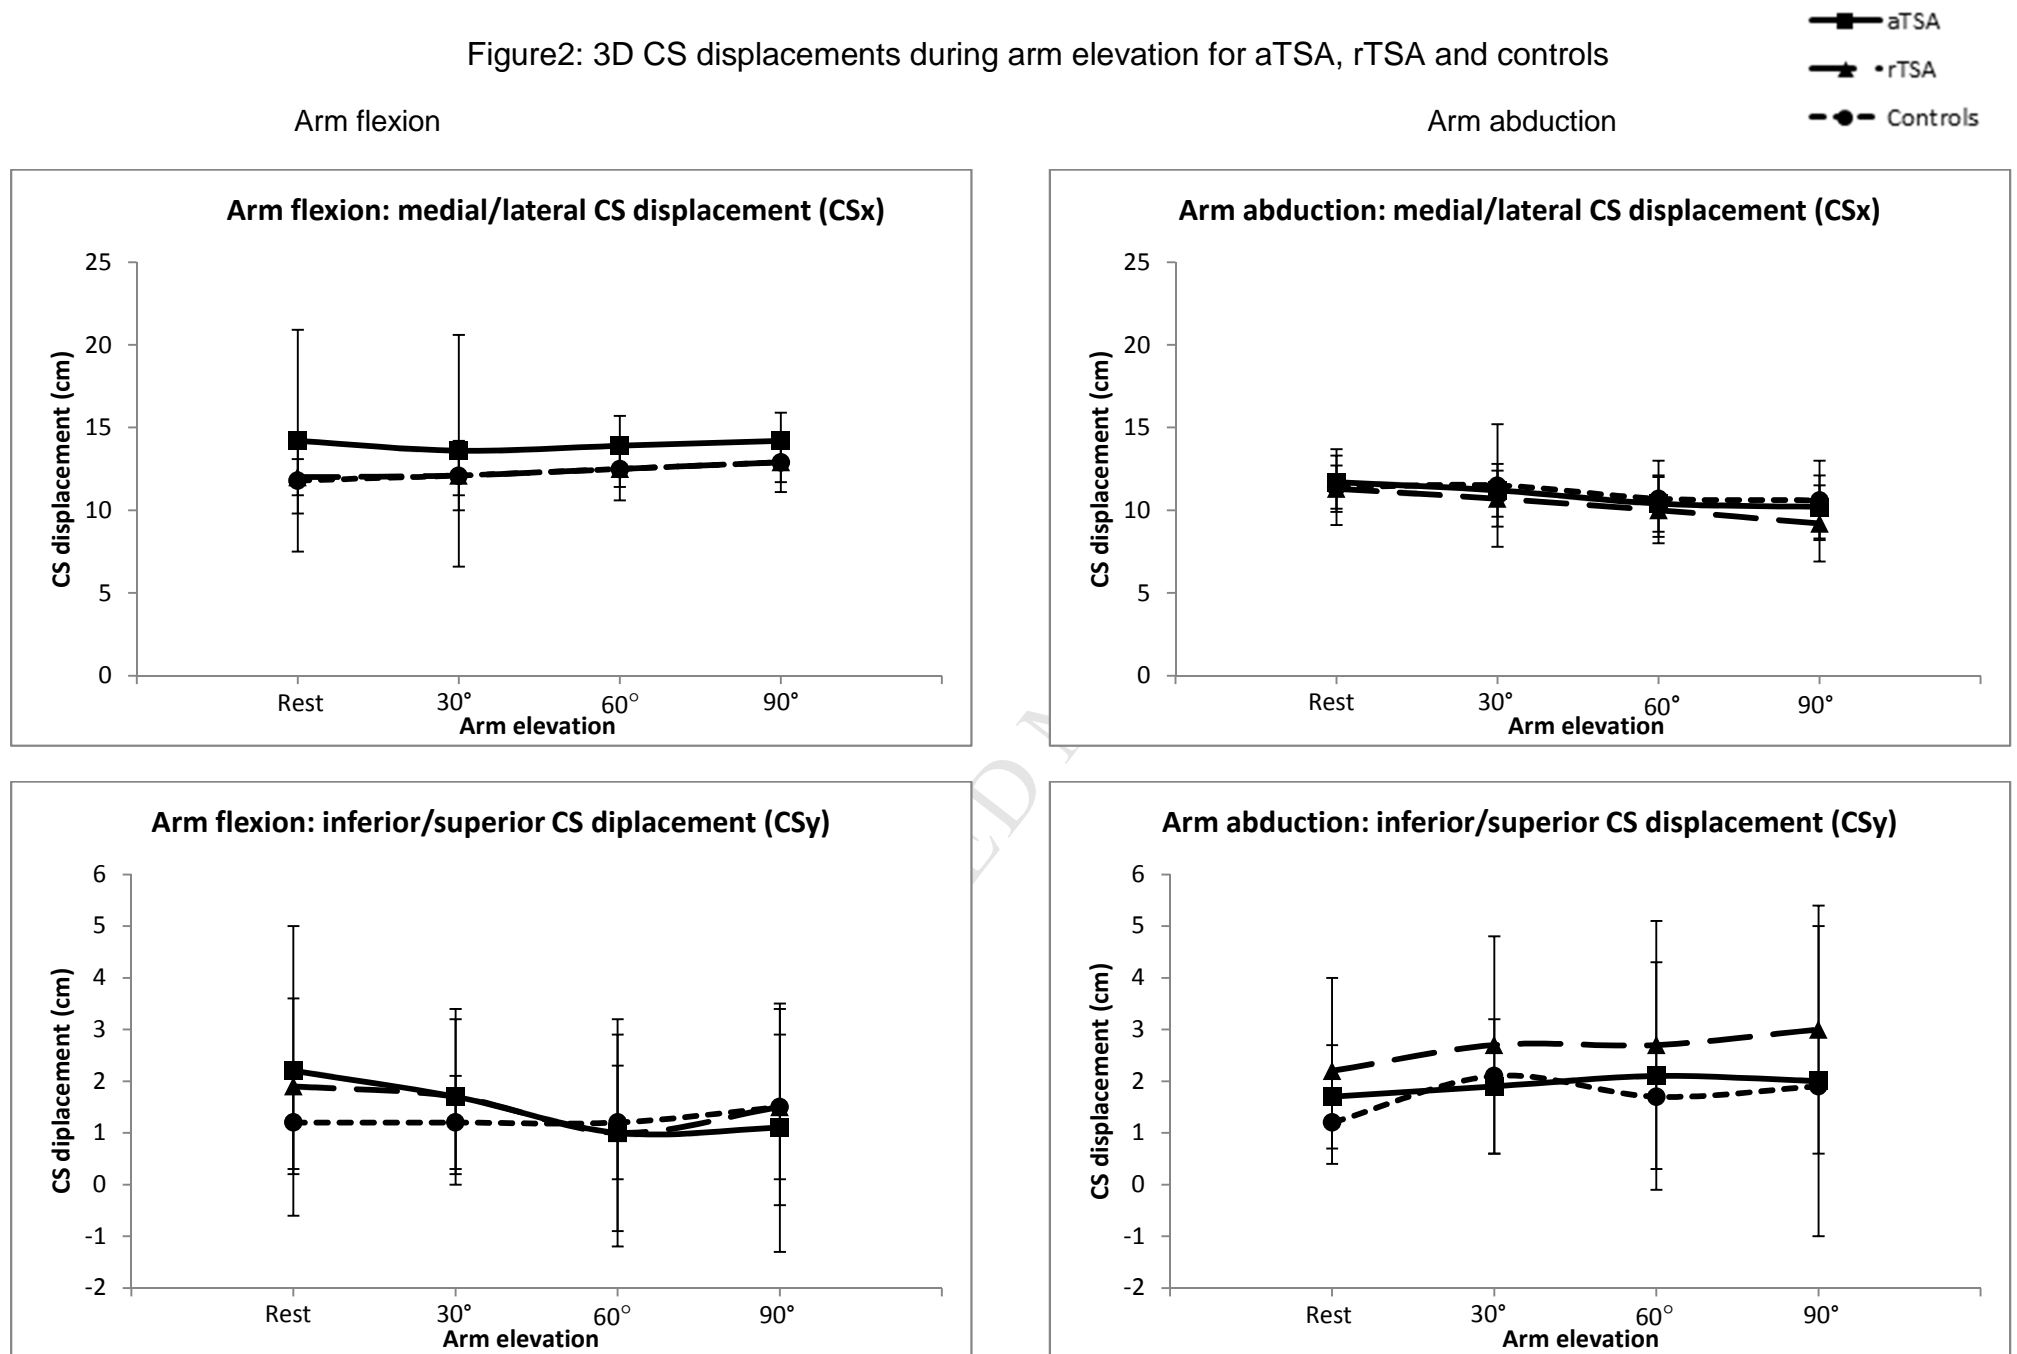 aTSA
Figure2: 3D CS displacements during arm elevation for aTSA, rTSA and controls
rTSA
Arm flexion
Arm abduction
Controls
Arm flexion: medial/lateral CS displacement (CSx)
25
20
15
10
5
0
CS displacement (cm)
Rest 30° 60° 90°
Arm elevation
Arm abduction: medial/lateral CS displacement (CSx)
25
20
15
10
5
0
CS displacement (cm)
Rest 30° 60° 90°
Arm elevation
Arm flexion: inferior/superior CS diplacement (CSy)
6
5
4
3
2
1
0
-1
-2
CS diplacement (cm)
Rest 30° 60° 90°
Arm elevation
Arm abduction: inferior/superior CS displacement (CSy)
6
5
4
3
2
1
0
-1
-2
CS displacement (cm)
Rest 30° 60° 90°
Arm elevation